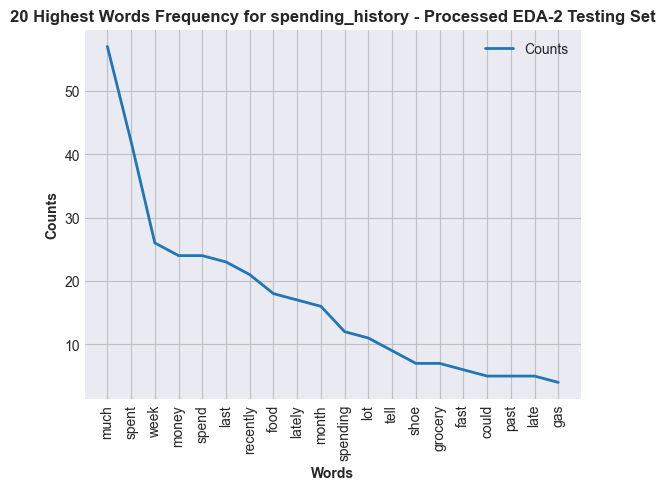 20 Highest Words Frequency for spending_history - Processed EDA-2 Testing Set
Counts
50
40
30
20
10
Counts
much
spent
week
money
spend
last
recently
food
lately
month
spending
lot
tell
shoe
grocery
fast
could
past
late
gas
Words